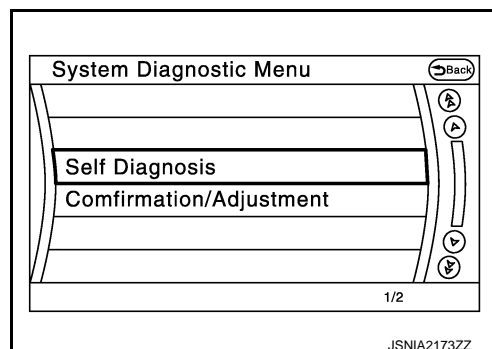 System Diagnostic Menu
Back
Self Diagnosis
Comfirmation/Adjustment
1/2
JSNIA2173ZZ